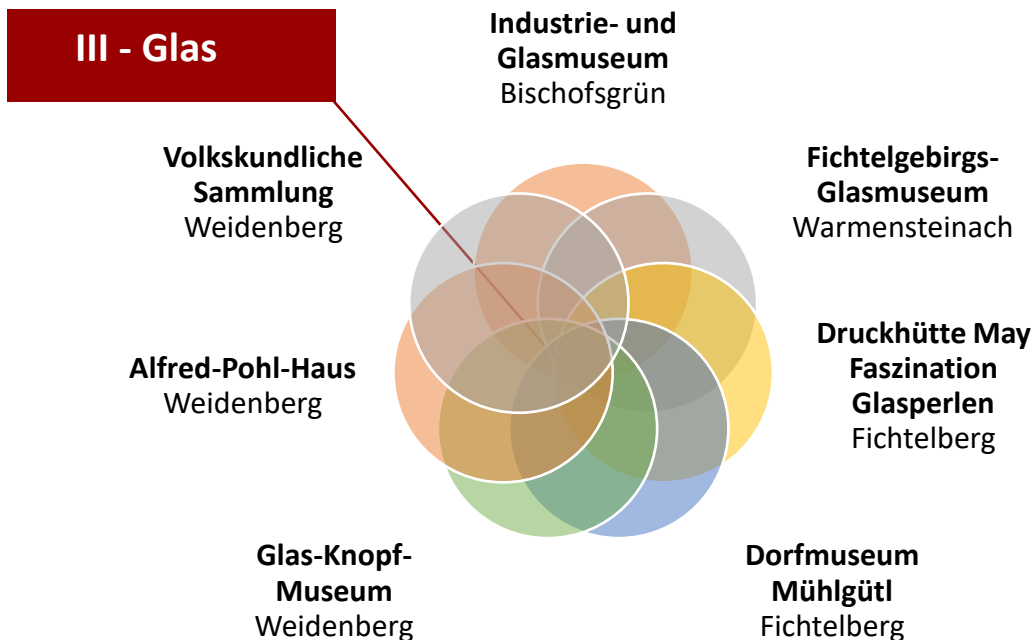 III - Glas
Industrie- und
Glasmuseum
Bischofsgrün
Volkskundliche
Sammlung
Weidenberg
Fichtelgebirgs-
Glasmuseum
Warmensteinach
Alfred-Pohl-Haus
Weidenberg
Druckhütte May
Faszination
Glasperlen
Fichtelberg
Glas-Knopf-
Museum
Weidenberg
Dorfmuseum
Mühlgütl
Fichtelberg